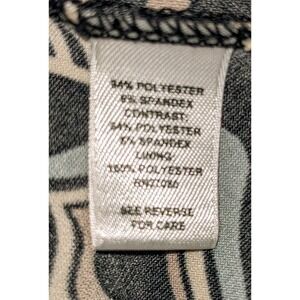 94% POLYESTER
6% SPANDEX
CONTRAST:
94% POLYESTER
6% SPANDEX
LINING:
100% POLYESTER
SEE REVERSE
FOR CARE